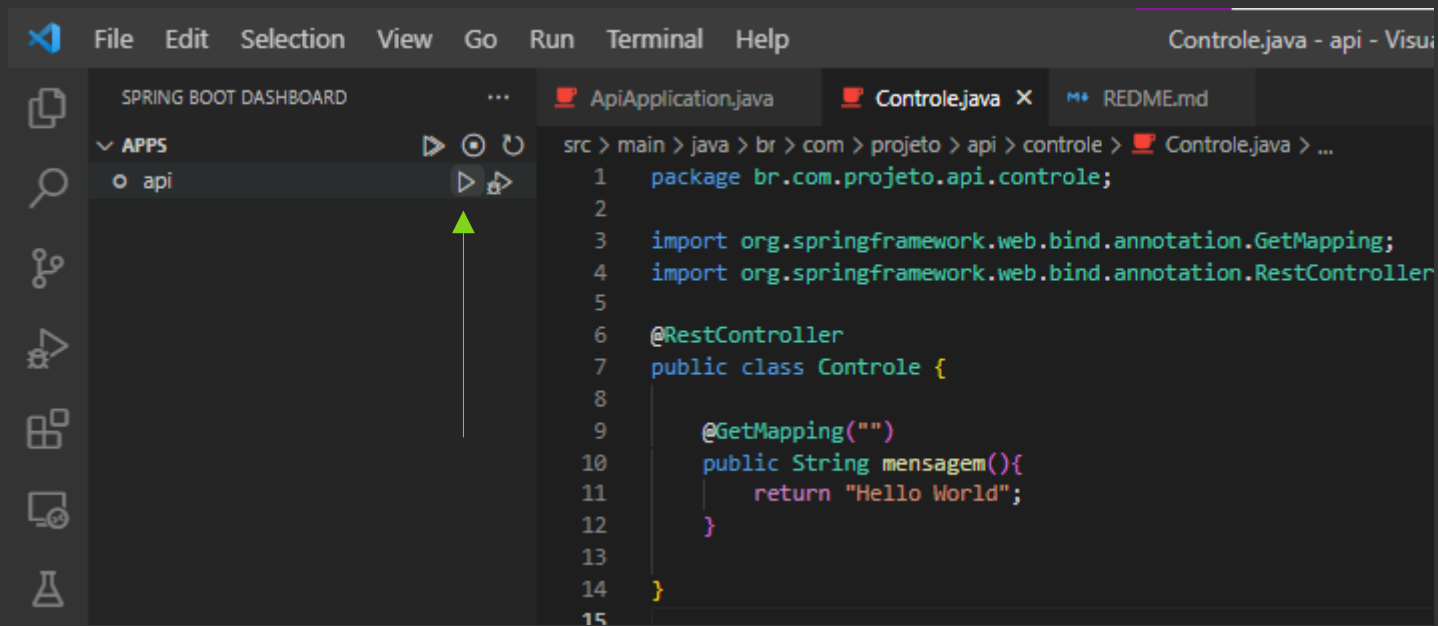 File Edit Selection View Go Run Terminal Help
Controle.java - api - Visua
SPRING BOOT DASHBOARD ...
APPS
api
ApiApplication.java Controle.java × M↓ REDME.md
src > main > java > br > com > projeto > api > controle > Controle.java > ...
1 package br.com.projeto.api.controle;
2
3 import org.springframework.web.bind.annotation.GetMapping;
4 import org.springframework.web.bind.annotation.RestController
5
6 @RestController
7 public class Controle {
8
9 @GetMapping("")
10 public String mensagem(){
11 return "Hello World";
12 }
13
14 }
15